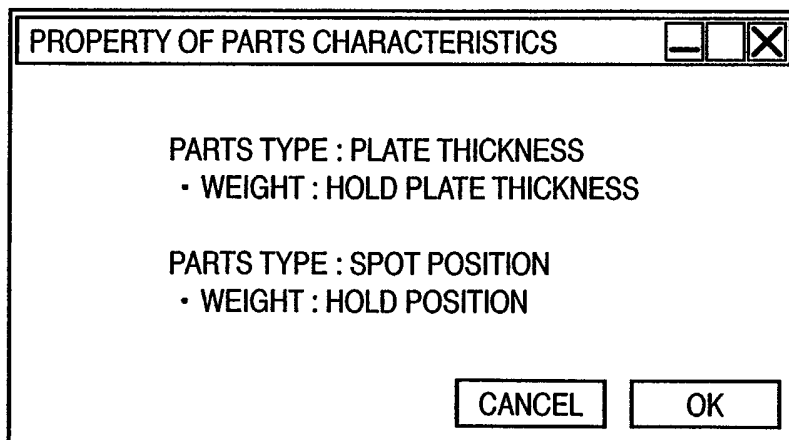 PROPERTY OF PARTS CHARACTERISTICS
PARTS TYPE : PLATE THICKNESS
・WEIGHT : HOLD PLATE THICKNESS
PARTS TYPE : SPOT POSITION
・WEIGHT : HOLD POSITION
CANCEL OK